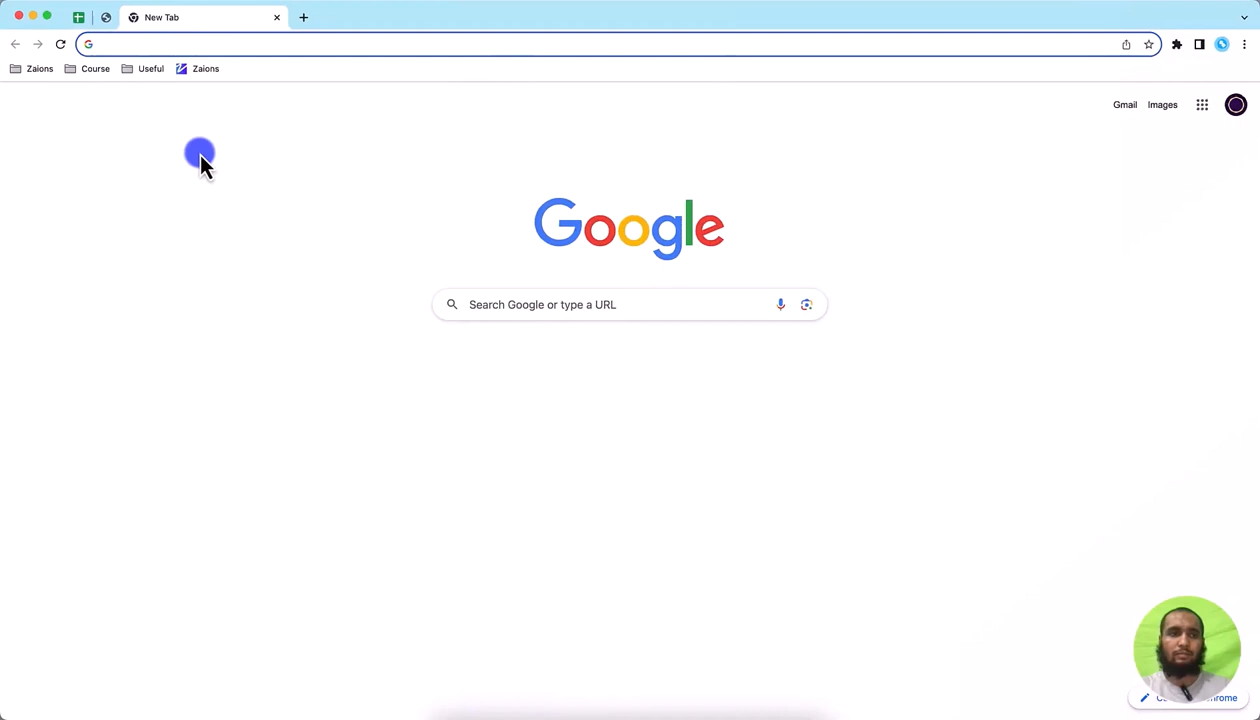 New Tab
Zaions
Course
Useful
Zaions
Gmail
Images
Google
Search Google or type a URL